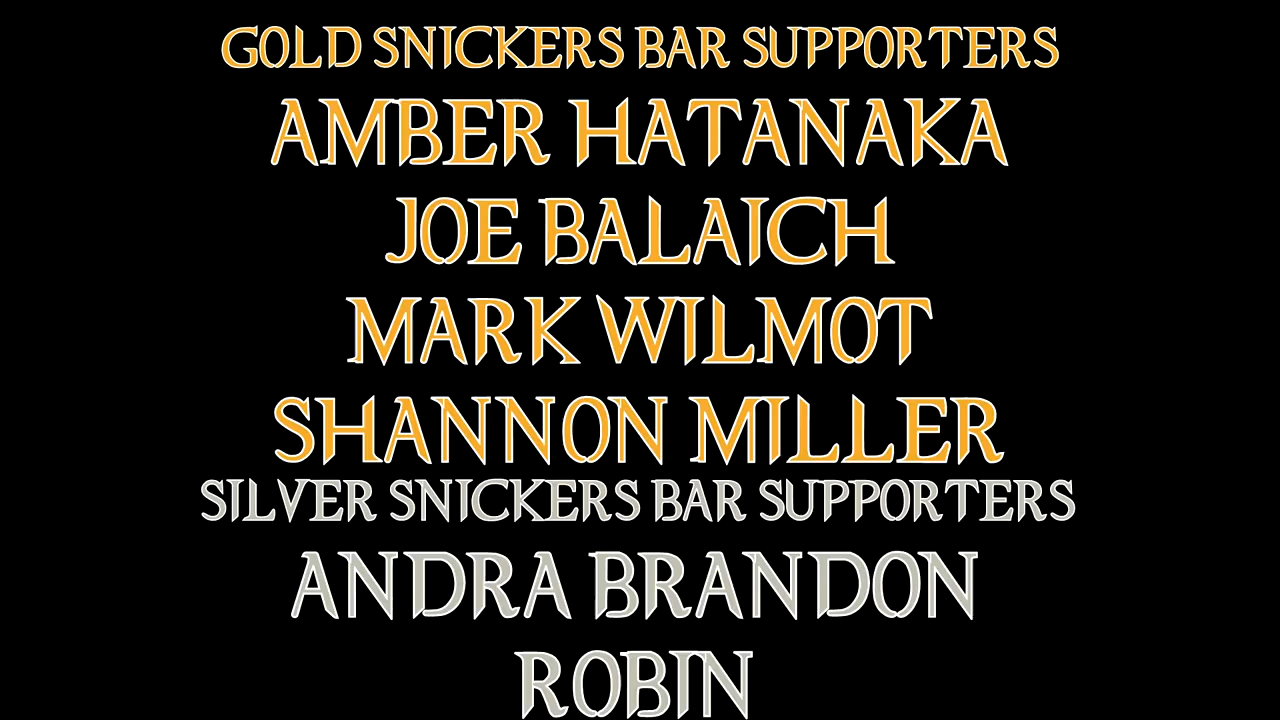 GOLD SNICKERS BAR SUPPORTERS
AMBER HATANAKA
JOE BALAICH
MARK WILMOT
SHANNON MILLER
SILVER SNICKERS BAR SUPPORTERS
ANDRA BRANDON
ROBIN